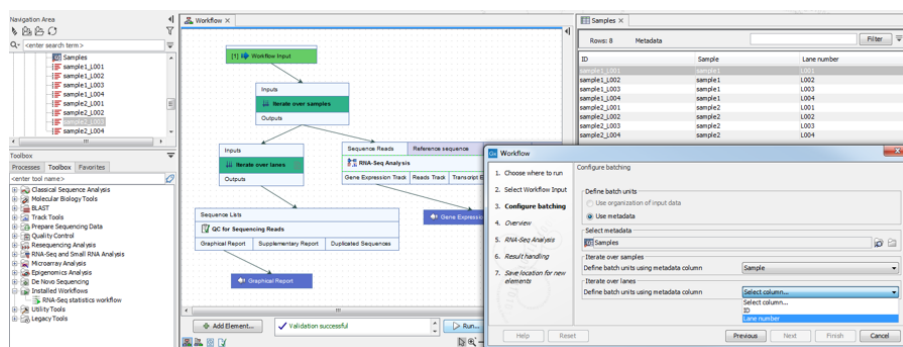 Navigation Area
<enter search term>
Samples
sample1_L001
sample1_L002
sample1_L003
sample1_L004
sample2_L001
sample2_L002
sample2_L003
sample2_L004
Toolbox
Processes Toolbox Favorites
<enter tool name>
Classical Sequence Analysis
Molecular Biology Tools
BLAST
Track Tools
Prepare Sequencing Data
Quality Control
Resequencing Analysis
RNA-Seq and Small RNA Analysis
Microarray Analysis
Epigenomics Analysis
De Novo Sequencing
Installed Workflows
RNA-Seq statistics workflow
Utility Tools
Legacy Tools
Workflow
[1] Workflow Input
Inputs
Iterate over samples
Outputs
Inputs
Iterate over lanes
Outputs
Sequence Reads Reference sequence
RNA-Seq Analysis
Gene Expression Track Reads Track Transcript E
Gene Expression
Sequence Lists
QC for Sequencing Reads
Graphical Report Supplementary Report Duplicated Sequences
Graphical Report
Add Element...
Validation successful
Run...
Samples
Rows: 8 Metadata
Filter
ID Sample Lane number
sample1_L001 sample1 L001
sample1_L002 sample1 L002
sample1_L003 sample1 L003
sample1_L004 sample1 L004
sample2_L001 sample2 L001
sample2_L002 sample2 L002
sample2_L003 sample2 L003
sample2_L004 sample2 L004
Workflow
1. Choose where to run
2. Select Workflow Input
3. Configure batching
4. Overview
5. RNA-Seq Analysis
6. Result handling
7. Save location for new
elements
Configure batching
Define batch units
Use organization of input data
Use metadata
Select metadata
Samples
Iterate over samples
Define batch units using metadata column Sample
Iterate over lanes
Define batch units using metadata column Select column...
Select column...
ID
Lane number
Help Reset Previous Next Finish Cancel